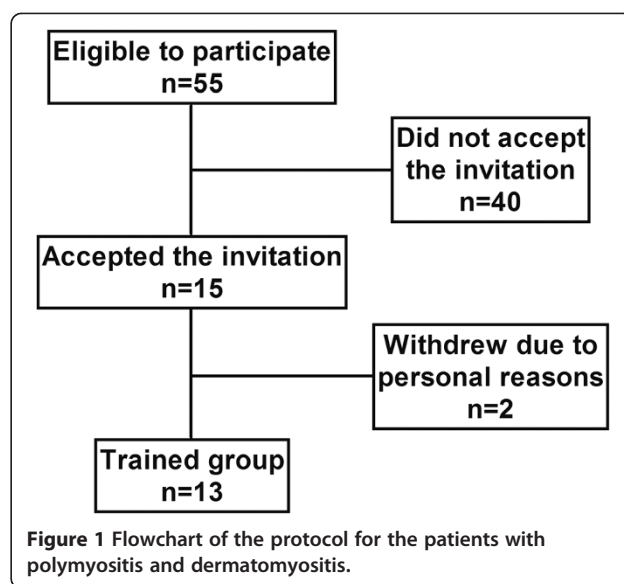 Eligible to participate
n=55
Did not accept
the invitation
n=40
Accepted the invitation
n=15
Withdrew due to
personal reasons
n=2
Trained group
n=13
Figure 1 Flowchart of the protocol for the patients with
polymyositis and dermatomyositis.